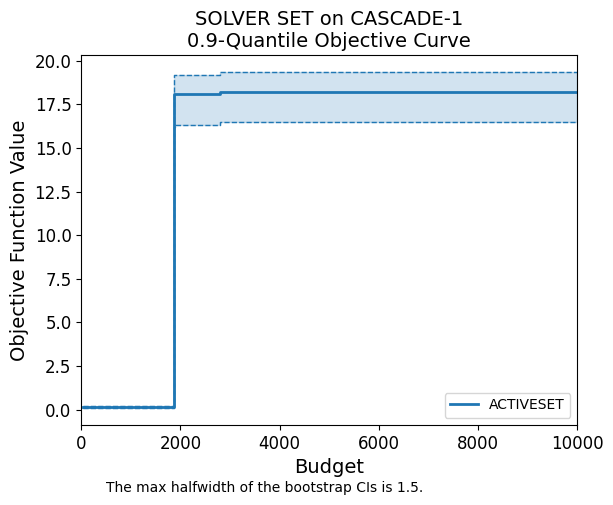 SOLVER SET on CASCADE-1
0.9-Quantile Objective Curve
Objective Function Value
20.0
17.5
15.0
12.5
10.0
7.5
5.0
2.5
0.0
ACTIVESET
0 2000 4000 6000 8000 10000
Budget
The max halfwidth of the bootstrap CIs is 1.5.